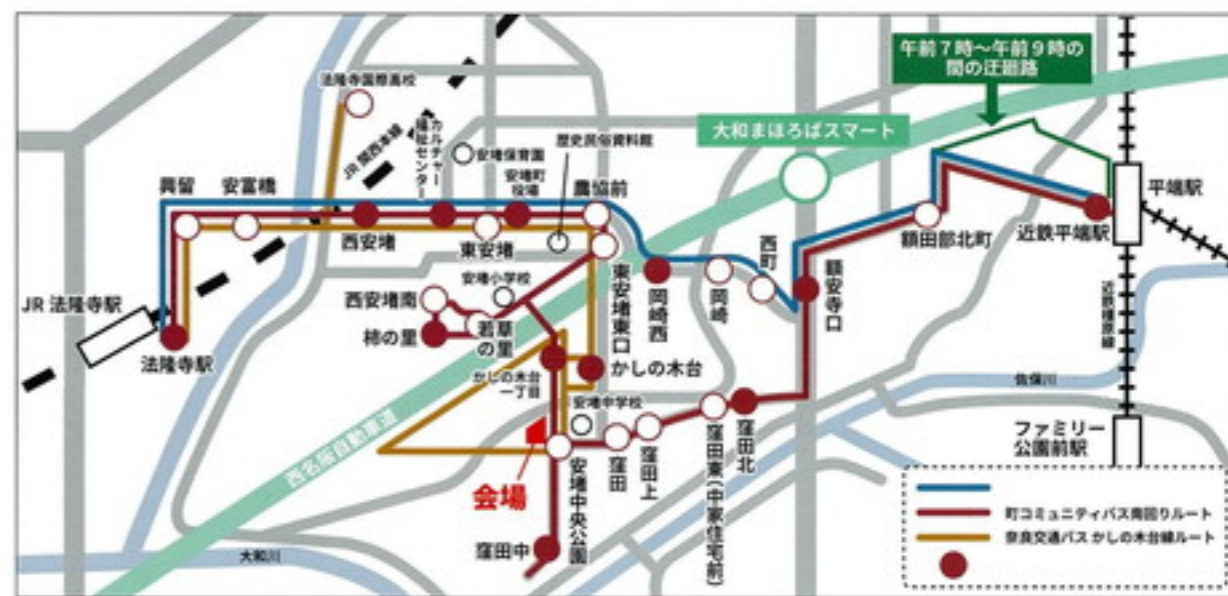 午前7時〜午前9時の
間の迂廻路
法隆寺国際高校
JR 関西本線
カルチャー
福祉センター
安堵保育園
歴史民俗資料館
大和まほろばスマート
興留
安富橋
安堵町
役場
農協前
平端駅
西安堵
東安堵
西町
額田部北町
近鉄平端駅
JR 法隆寺駅
法隆寺駅
西安堵南
安堵小学校
柿の里
若草
の里
東安堵東口
岡崎西
岡崎
額安寺口
近鉄橿原線
かしの木台
一丁目
かしの木台
佐保川
西名阪自動車道
安堵中学校
会場
安堵中央公園
窪田
窪田上
窪田東(中家住宅前)
窪田北
ファミリー
公園前駅
大和川
窪田中
町コミュニティバス南回りルート
奈良交通バス かしの木台線ルート